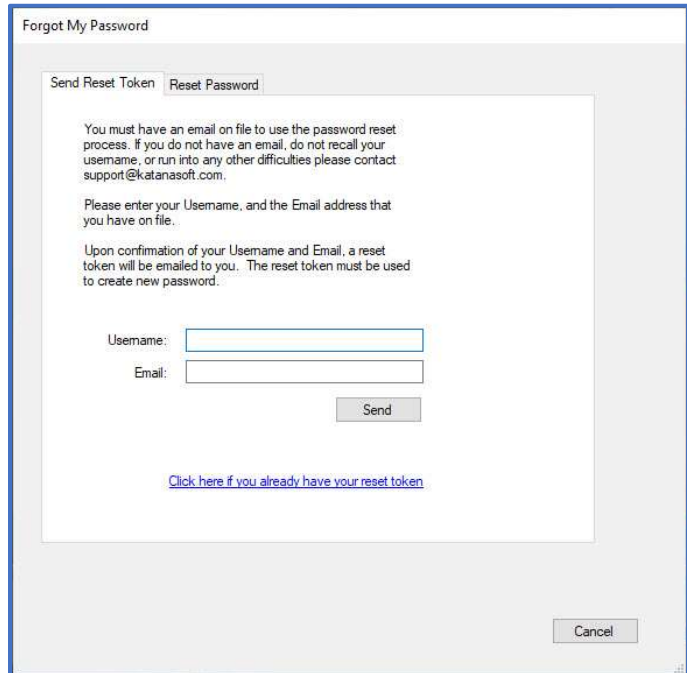 Forgot My Password
Send Reset Token
Reset Password
You must have an email on file to use the password reset
process. If you do not have an email, do not recall your
username, or run into any other difficulties please contact
support@katanasoft.com.
Please enter your Username, and the Email address that
you have on file.
Upon confirmation of your Username and Email, a reset
token will be emailed to you.  The reset token must be used
to create new password.
Username:
Email:
Send
Click here if you already have your reset token
Cancel